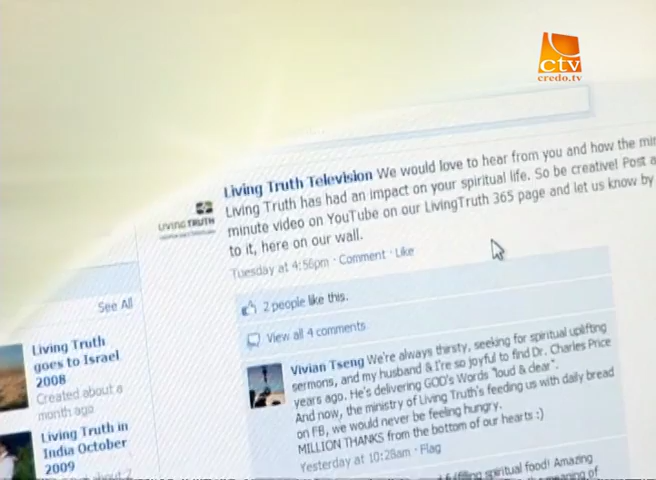 ctv
credo.tv
Living Truth Television We would love to hear from you and how the
Living Truth has had an impact on your spiritual life. So be creative! Post a
minute video on YouTube on our LivingTruth 365 page and let us know by
to it, here on our wall.
LIVING TRUTH
Tuesday at 4:56pm · Comment · Like
2 people like this.
View all 4 comments
See All
Living Truth
goes to Israel
2008
Created about a
month ago
Living Truth in
India October
2009
about 2
Vivian Tseng We're always thirsty, seeking for spiritual uplifting
sermons, and my husband & I're so joyful to find Dr. Charles Price
years ago. He's delivering GOD's Words "loud & clear".
And now, the ministry of Living Truth's feeding us with daily bread
on FB, we would never be feeling hungry.
MILLION THANKS from the bottom of our hearts :)
Yesterday at 10:28am · Flag
spiritual food! Amazing